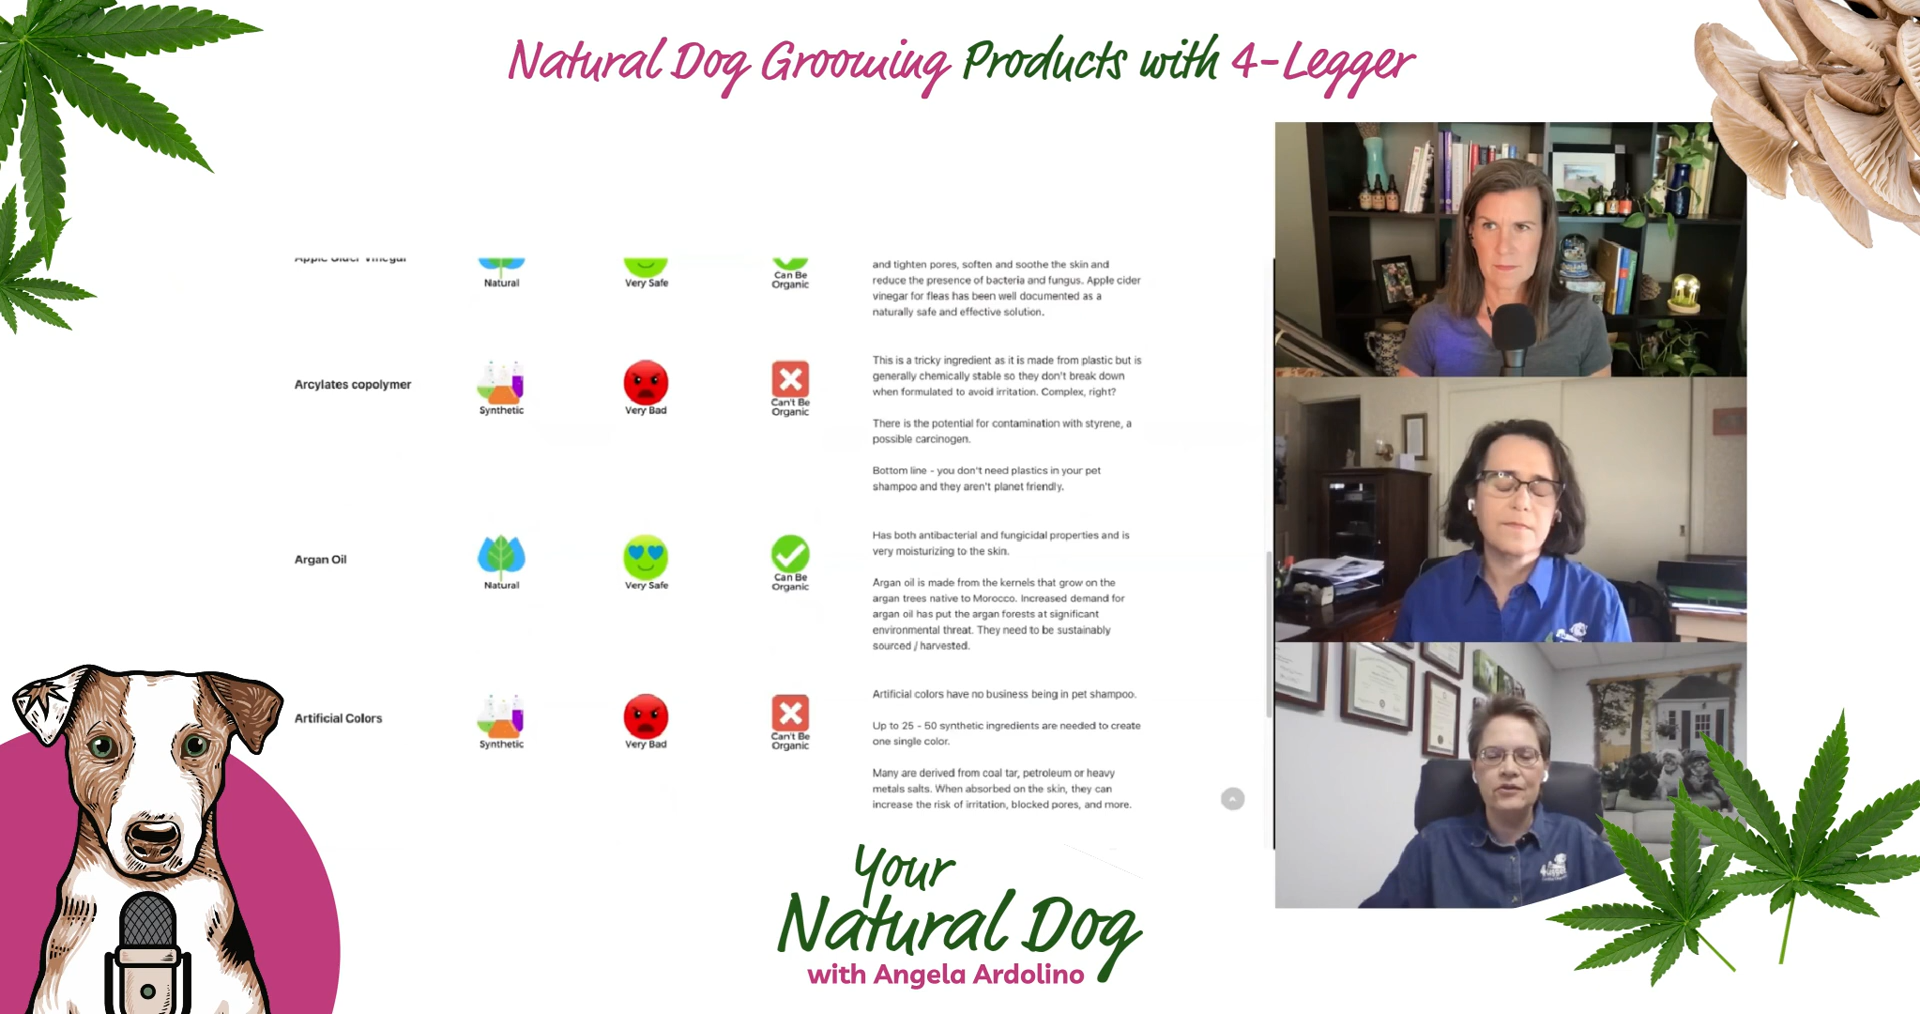 Natural Dog Grooming Products with 4-Legger
Apple Cider Vinegar
Natural
Very Safe
Can Be
Organic
and tighten pores, soften and soothe the skin and
reduce the presence of bacteria and fungus. Apple cider
vinegar for fleas has been well documented as a
naturally safe and effective solution.
Arcylates copolymer
Synthetic
Very Bad
Can't Be
Organic
This is a tricky ingredient as it is made from plastic but is
generally chemically stable so they don't break down
when formulated to avoid irritation. Complex, right?
There is the potential for contamination with styrene, a
possible carcinogen.
Bottom line - you don't need plastics in your pet
shampoo and they aren't planet friendly.
Argan Oil
Natural
Very Safe
Can Be
Organic
Has both antibacterial and fungicidal properties and is
very moisturizing to the skin.
Argan oil is made from the kernels that grow on the
argan trees native to Morocco. Increased demand for
argan oil has put the argan forests at significant
environmental threat. They need to be sustainably
sourced / harvested.
Artificial Colors
Synthetic
Very Bad
Can't Be
Organic
Artificial colors have no business being in pet shampoo.
Up to 25 - 50 synthetic ingredients are needed to create
one single color.
Many are derived from coal tar, petroleum or heavy
metals salts. When absorbed on the skin, they can
increase the risk of irritation, blocked pores, and more.
Your
Natural Dog
with Angela Ardolino